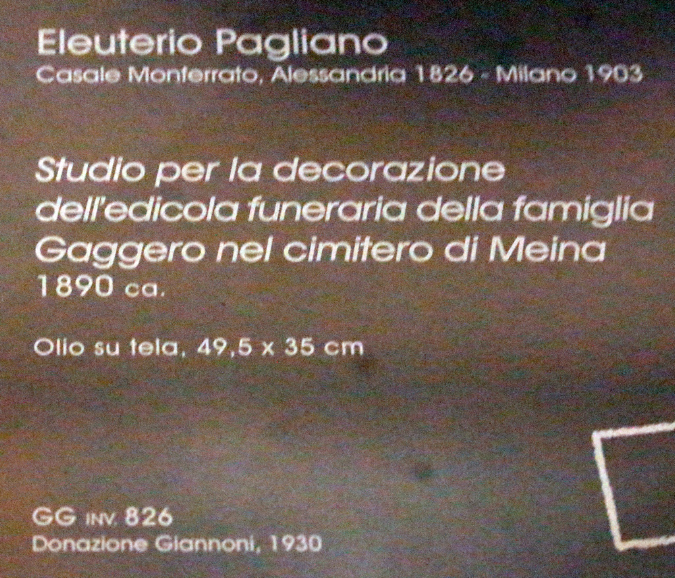 Eleuterio Pagliano
Casale Monferrato, Alessandria 1826 - Milano 1903
Studio per la decorazione
dell'edicola funeraria della famiglia
Gaggero nel cimitero di Meina
1890 ca.
Olio su tela, 49,5 x 35 cm
GG INV. 826
Donazione Giannoni, 1930